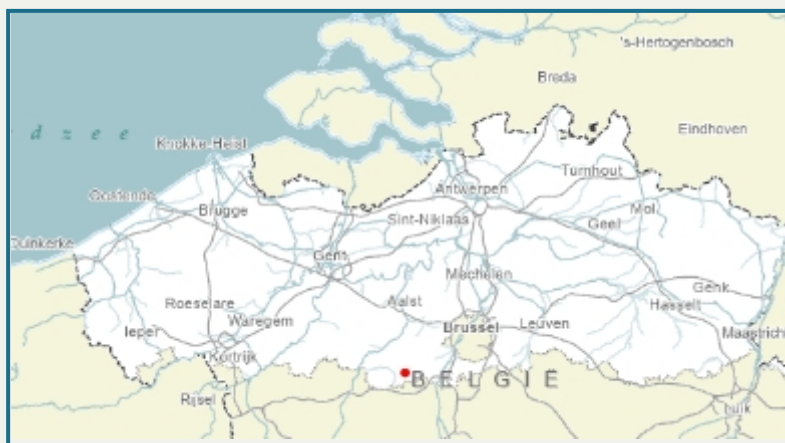 's-Hertogenbosch
Breda
Eindhoven
d z e e
Knokke-Heist
Turnhout
Antwerpen
Oostende
Mol
Brugge
Sint-Niklaas
Geel
Duinkerke
Gent
Mechelen
Genk
Roeselare
Aalst
Hasselt
Waregem
Brussel
Leuven
Ieper
Maastrich
Kortrijk
BELGIË
Rijsel
Luik